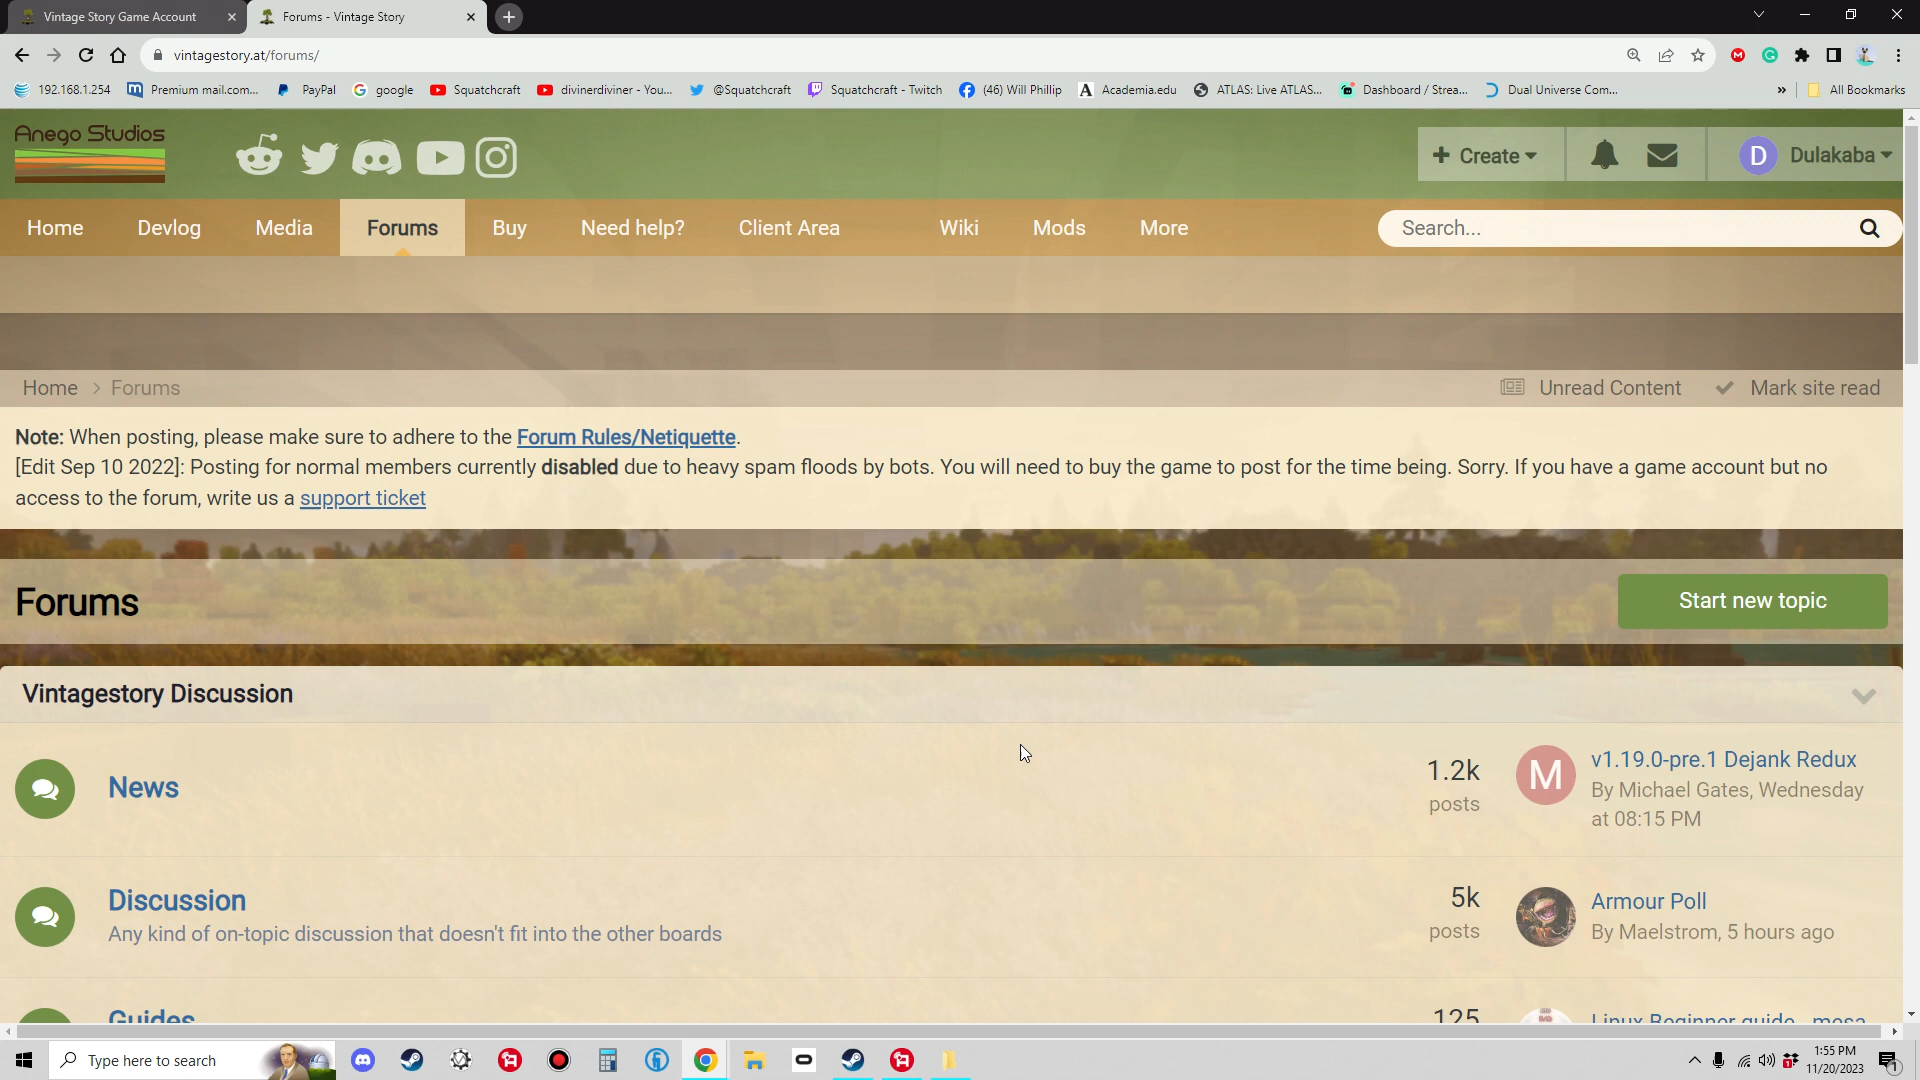 Vintage Story Game Account
Forums - Vintage Story
vintagestory.at/forums/
192.168.1.254
Premium mail.com...
PayPal
google
Squatchcraft
divinerdiviner - You...
@Squatchcraft
Squatchcraft - Twitch
(46) Will Phillip
Academia.edu
ATLAS: Live ATLAS...
Dashboard / Strea...
Dual Universe Com...
»
All Bookmarks
Anego Studios
+ Create
D
Dulakaba
Home
Devlog
Media
Forums
Buy
Need help?
Client Area
Wiki
Mods
More
Search...
Home > Forums
Unread Content
Mark site read
Note: When posting, please make sure to adhere to the Forum Rules/Netiquette.
[Edit Sep 10 2022]: Posting for normal members currently disabled due to heavy spam floods by bots. You will need to buy the game to post for the time being. Sorry. If you have a game account but no
access to the forum, write us a support ticket
Forums
Start new topic
Vintagestory Discussion
News
1.2k
posts
M
v1.19.0-pre.1 Dejank Redux
By Michael Gates, Wednesday
at 08:15 PM
Discussion
Any kind of on-topic discussion that doesn't fit into the other boards
5k
posts
Armour Poll
By Maelstrom, 5 hours ago
Guides
125
Linux Beginner guide - mesa
Type here to search
1:55 PM
11/20/2023
1